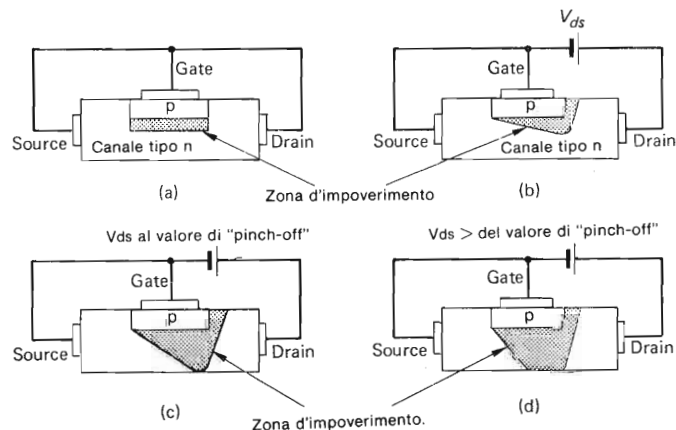 Gate
p
Source
Canale tipo n
Drain
(a)
Vds
Gate
p
Source
Canale tipo n
Drain
(b)
Zona d'impoverimento
Vds al valore di "pinch-off"
Gate
p
Source
Drain
(c)
Vds > del valore di "pinch-off"
Gate
p
Source
Drain
(d)
Zona d'impoverimento.